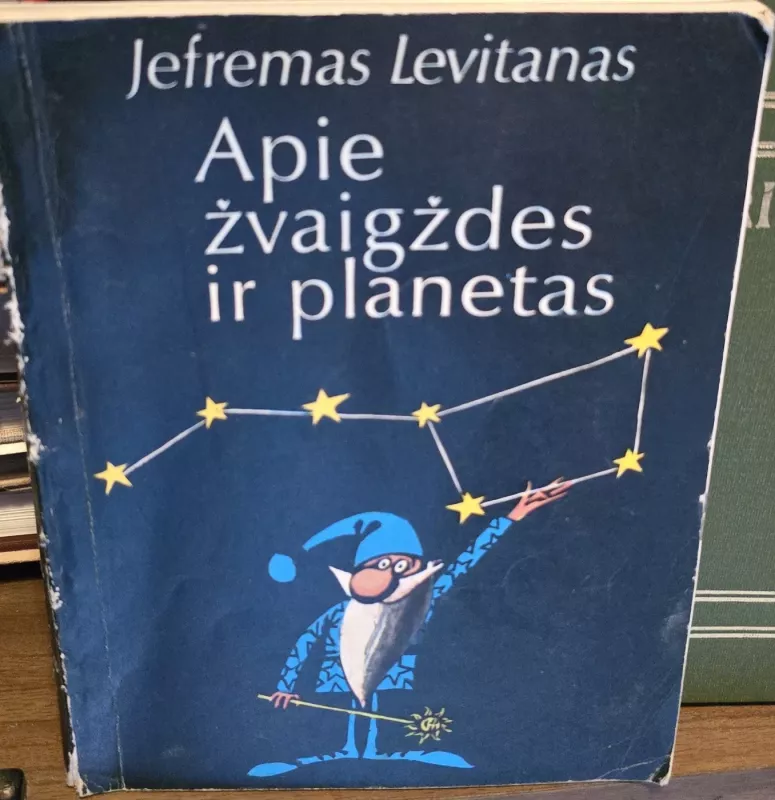 Jefremas Levitanas
Apie
žvaigždes
ir planetas